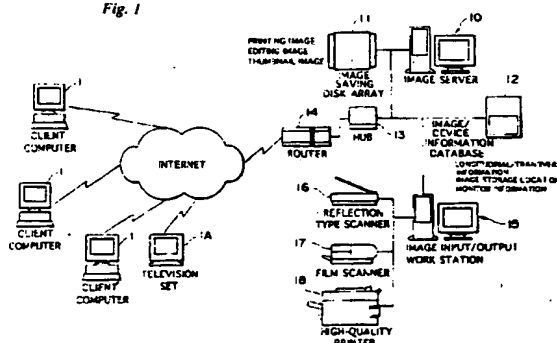 Fig. 1
11
10
PRINTING IMAGE
EDITING IMAGE
THUMBNAIL IMAGE
IMAGE
SAVING
DISK ARRAY
IMAGE SERVER
12
1
CLIENT
COMPUTER
14
INTERNET
ROUTER
HUB
13
IMAGE/
DEVICE
INFORMATION
DATABASE
INFORMATION
IMAGE STORAGE LOCATION
MONITOR INFORMATION
1
CLIENT
COMPUTER
16
REFLECTION
TYPE SCANNER
15
17
IMAGE INPUT/OUTPUT
WORK STATION
1
CLIENT
COMPUTER
1A
TELEVISION
SET
FILM SCANNER
18
HIGH-QUALITY
PRINTER